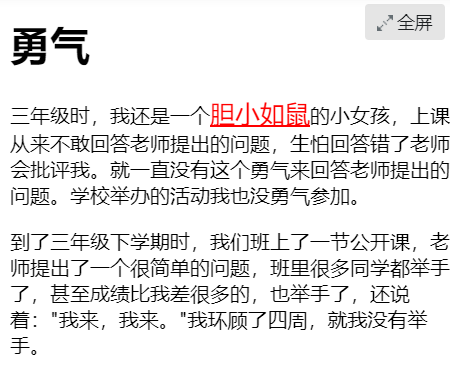 全屏
勇气
三年级时，我还是一个胆小如鼠的小女孩，上课
从来不敢回答老师提出的问题，生怕回答错了老师
会批评我。就一直没有这个勇气来回答老师提出的
问题。学校举办的活动我也没勇气参加。
到了三年级下学期时，我们班上了一节公开课，老
师提出了一个很简单的问题，班里很多同学都举手
了，甚至成绩比我差很多的，也举手了，还说
着："我来，我来。"我环顾了四周，就我没有举
手。